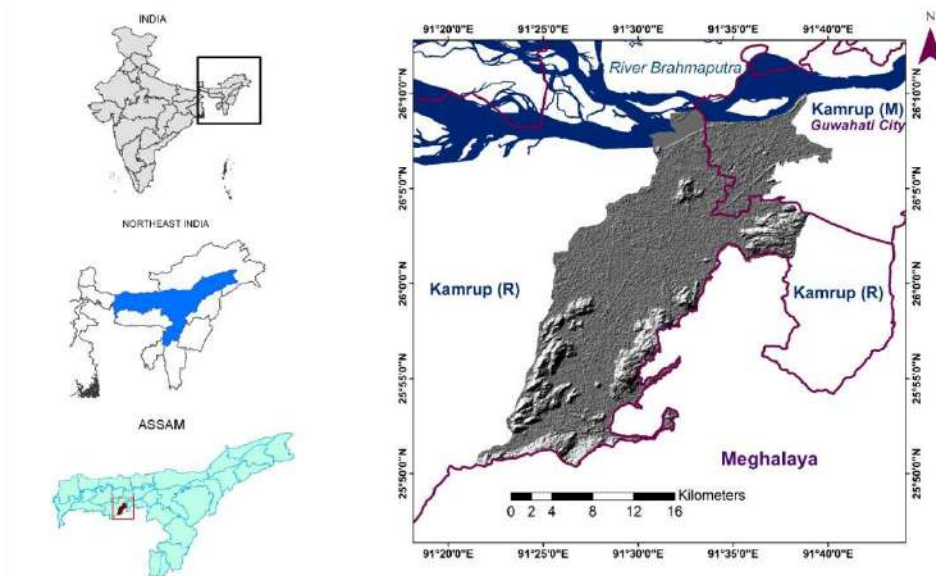 INDIA
NORTHEAST INDIA
ASSAM
N
91°20'0"E 91°25'0"E 91°30'0"E 91°35'0"E 91°40'0"E
26°10'0"N
26°5'0"N
26°0'0"N
25°55'0"N
25°50'0"N
River Brahmaputra
Kamrup (M)
Guwahati City
Kamrup (R)
Kamrup (R)
Meghalaya
Kilometers
0 2 4 8 12 16
26°10'0"N
26°5'0"N
26°0'0"N
25°55'0"N
25°50'0"N
91°20'0"E 91°25'0"E 91°30'0"E 91°35'0"E 91°40'0"E